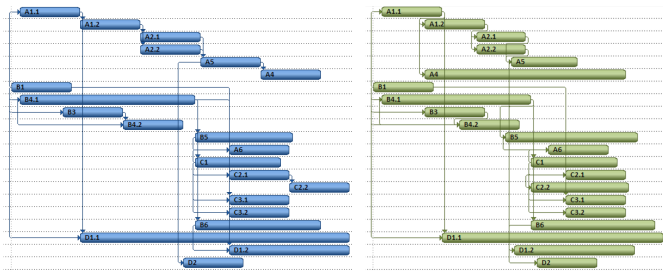 A1.1
A1.2
A2.1
A2.2
A5
A4
B1
B4.1
B3
B4.2
B5
A6
C1
C2.1
C2.2
C3.1
C3.2
B6
D1.1
D1.2
D2
A1.1
A1.2
A2.1
A2.2
A5
A4
B1
B4.1
B3
B4.2
B5
A6
C1
C2.1
C2.2
C3.1
C3.2
B6
D1.1
D1.2
D2